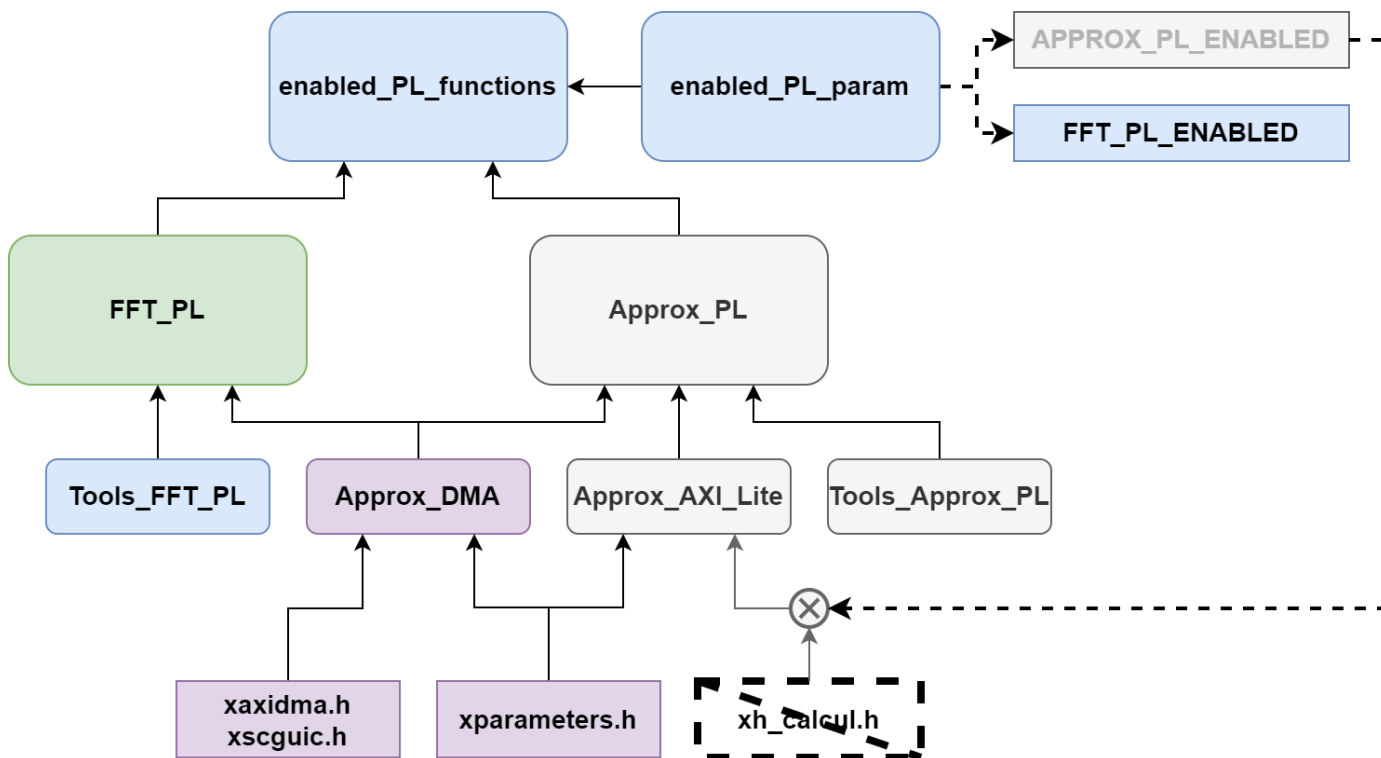 enabled_PL_functions
enabled_PL_param
APPROX_PL_ENABLED
FFT_PL_ENABLED
FFT_PL
Approx_PL
Tools_FFT_PL
Approx_DMA
Approx_AXI_Lite
Tools_Approx_PL
xaxidma.h
xscguic.h
xparameters.h
xh_calcul.h